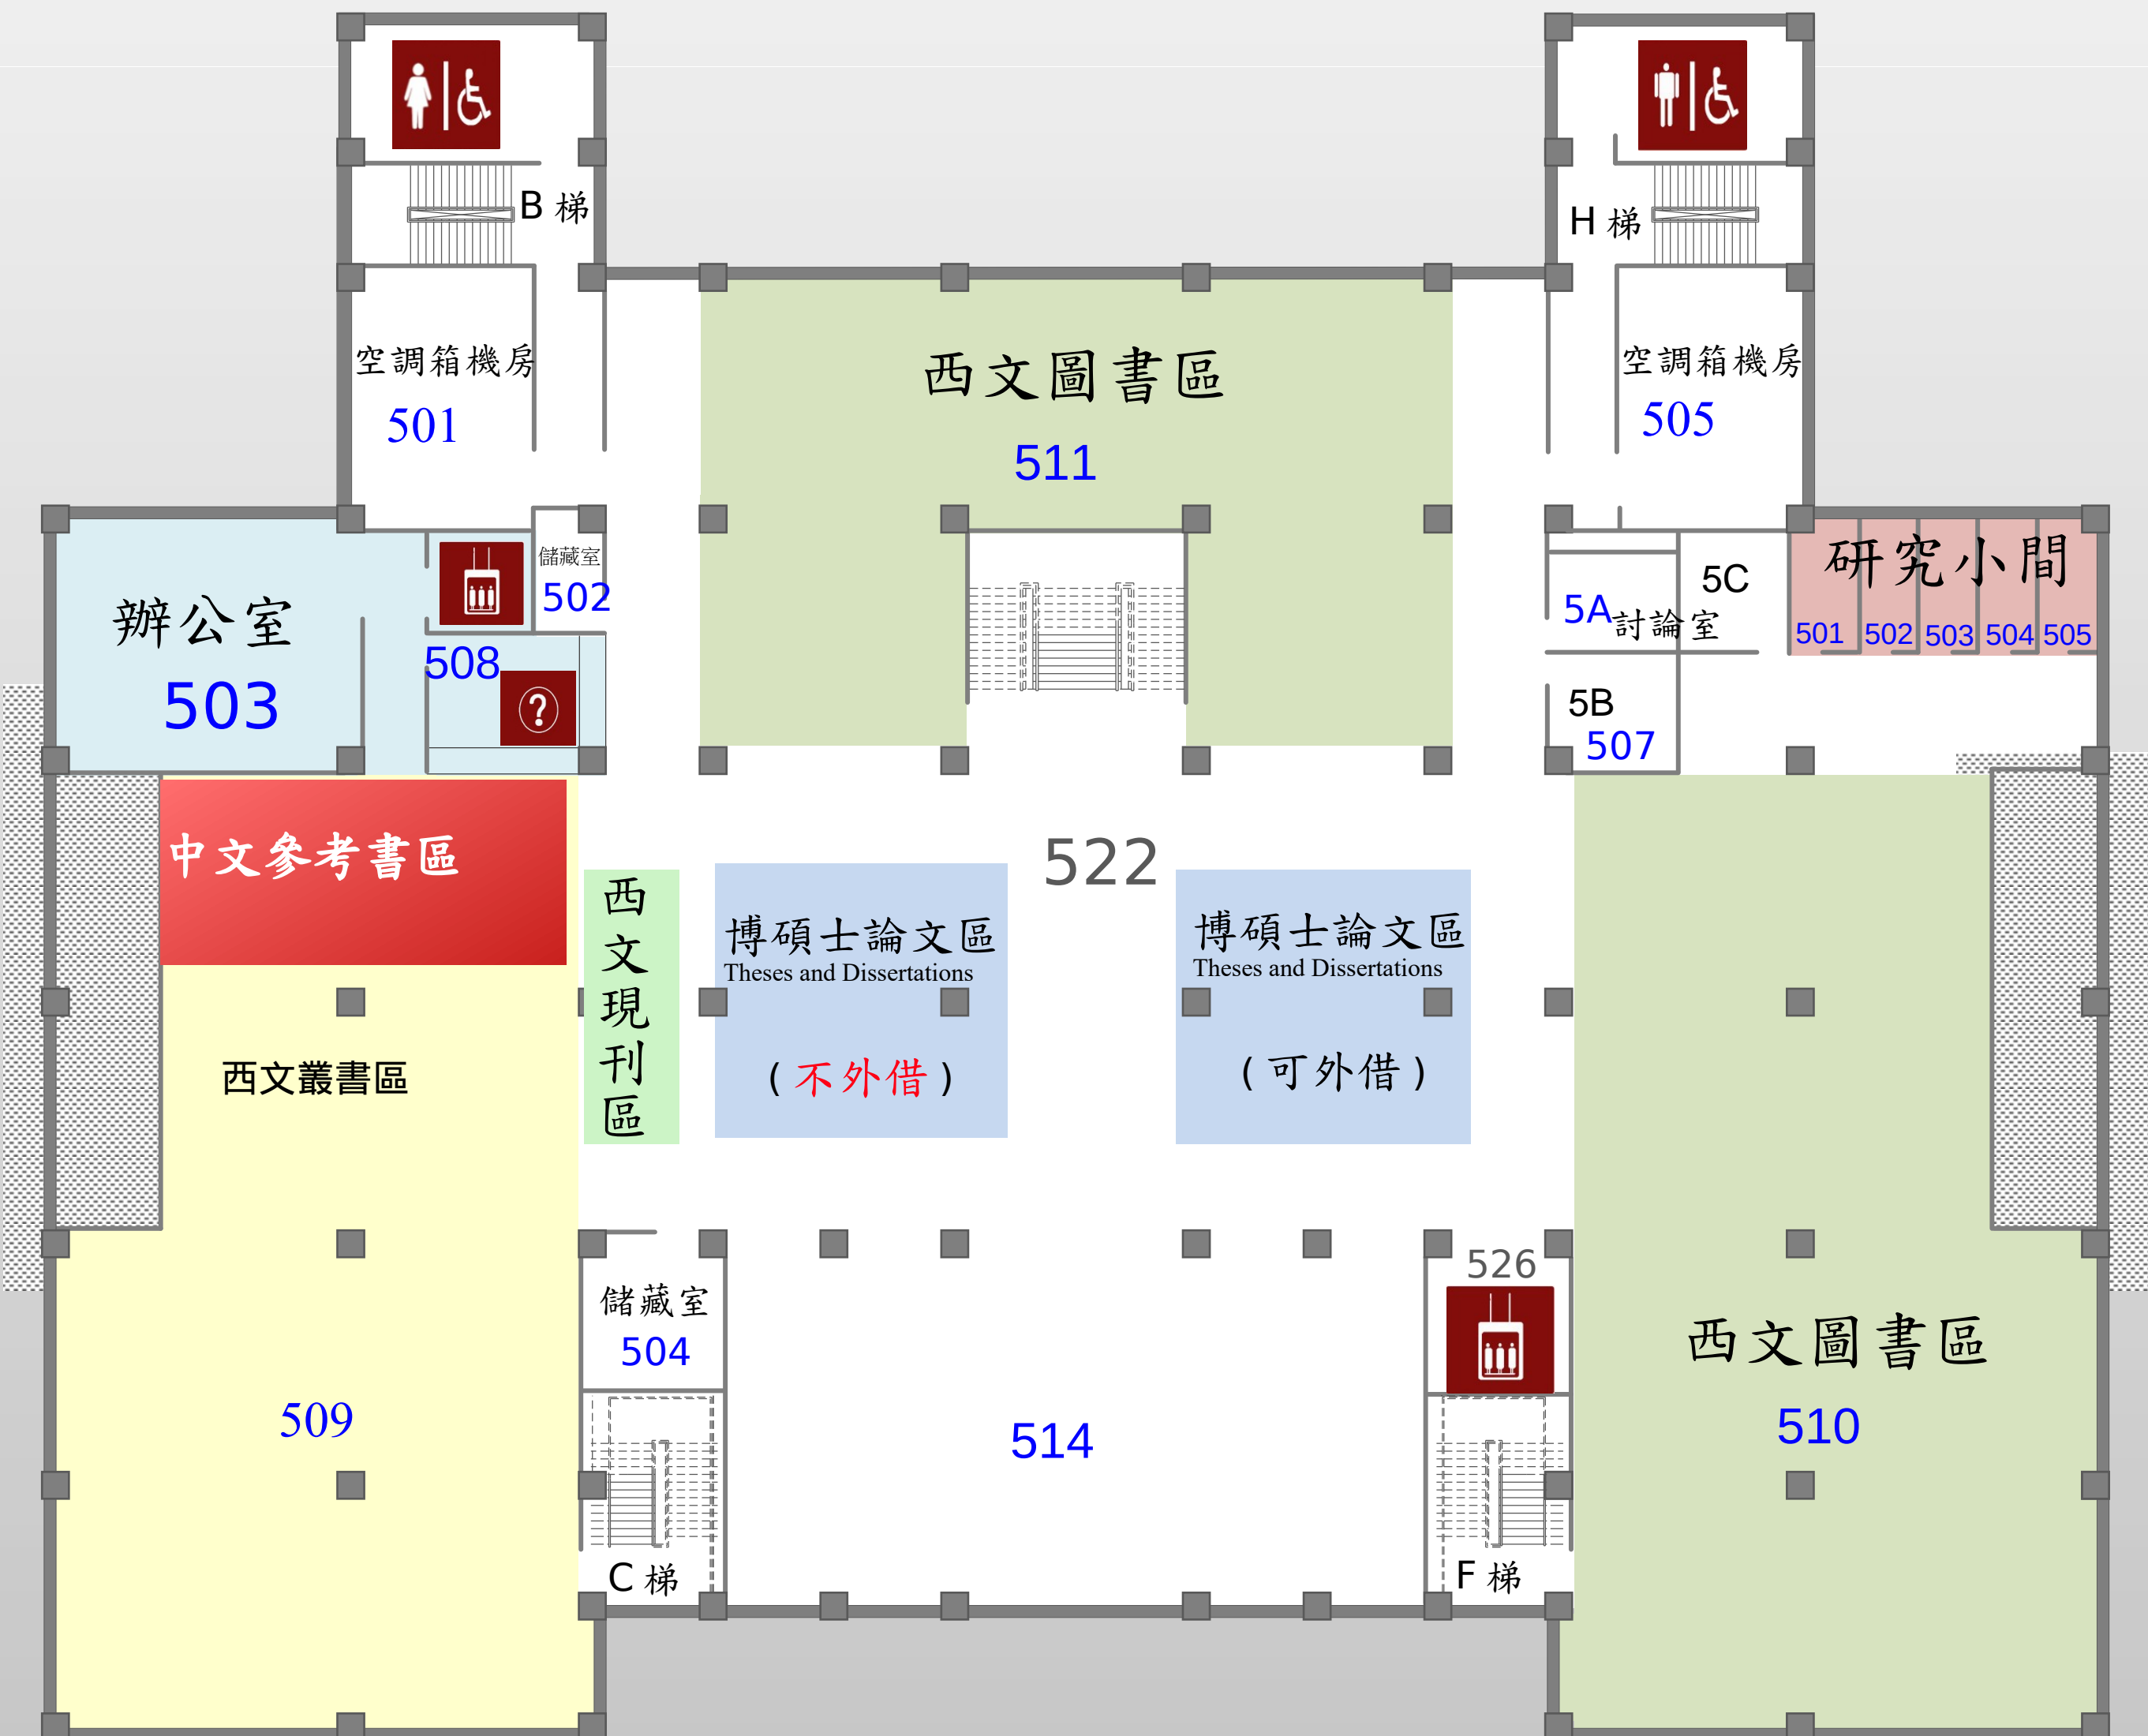 B 梯
H 梯
空調箱機房
501
西文圖書區
511
空調箱機房
505
辦公室
503
儲藏室
502
508
?
5A
討論室
5C
5B
507
研究小間
501
502
503
504
505
中文參考書區
522
西文現刊區
博碩士論文區
Theses and Dissertations
(不外借)
博碩士論文區
Theses and Dissertations
(可外借)
西文叢書區
509
儲藏室
504
514
526
西文圖書區
510
C 梯
F 梯